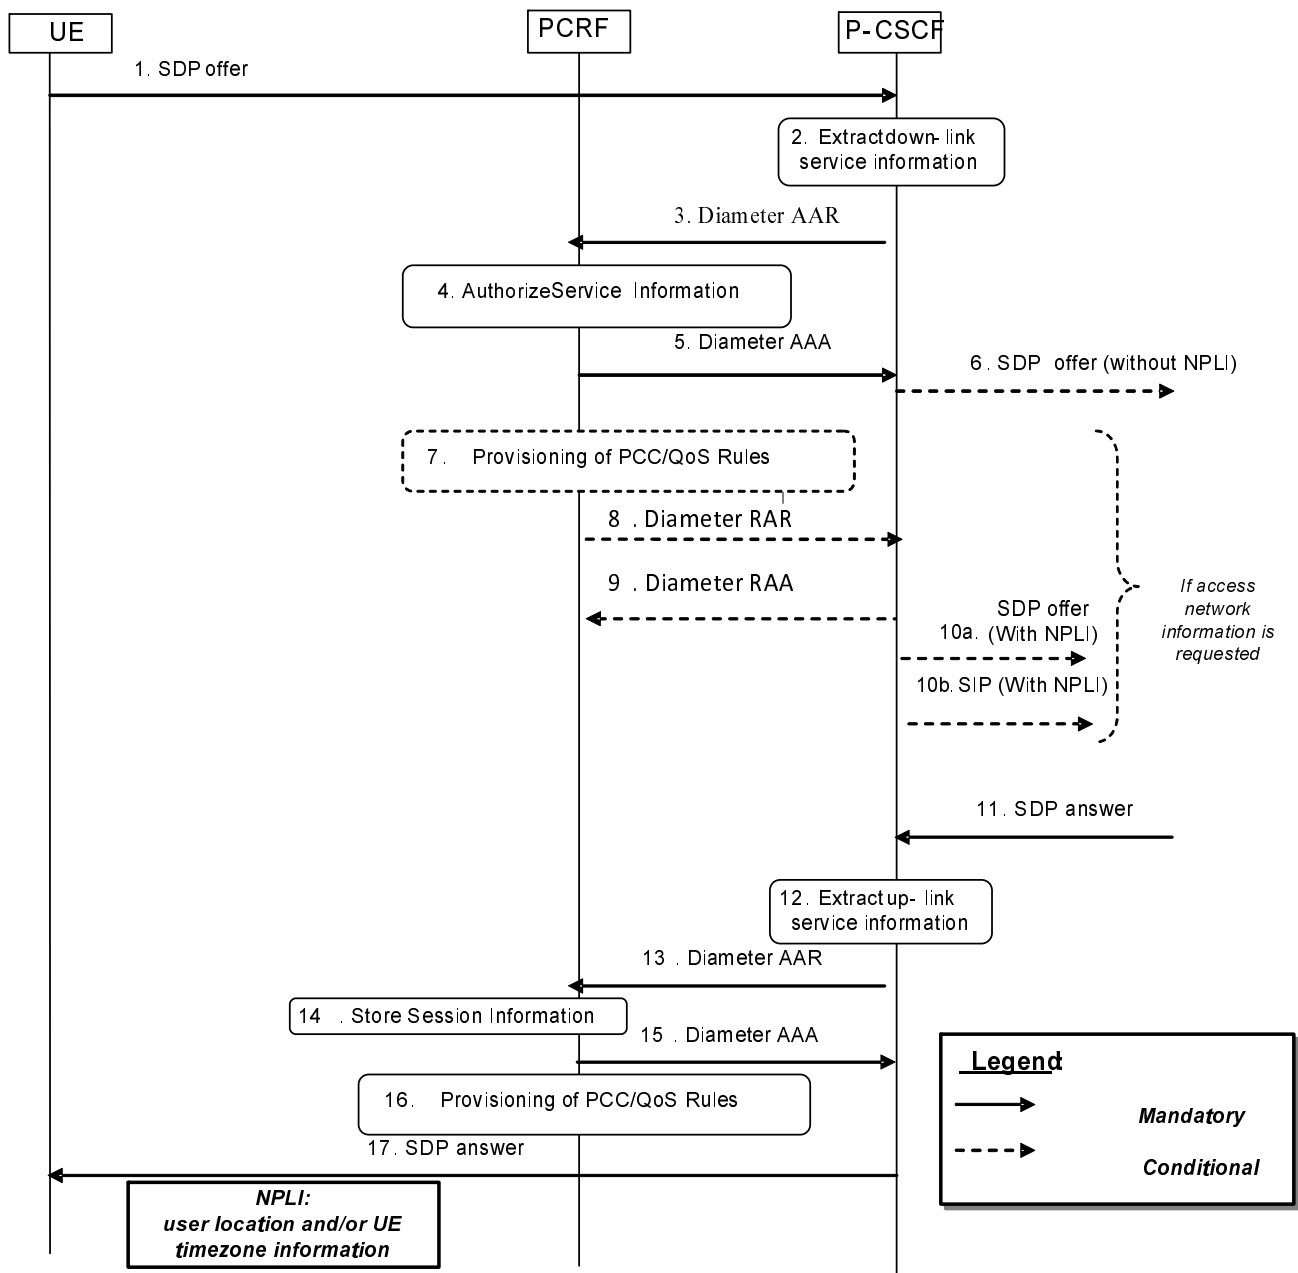 UE
PCRF
P-CSCF
1. SDP offer
2. Extract down-link
service information
3. Diameter AAR
4. Authorize Service Information
5. Diameter AAA
6. SDP offer (without NPLI)
7. Provisioning of PCC/QoS Rules
8. Diameter RAR
9. Diameter RAA
If access
network
information is
requested
SDP offer
10a. (With NPLI)
10b. SIP (With NPLI)
11. SDP answer
12. Extract up-link
service information
13. Diameter AAR
14. Store Session Information
15. Diameter AAA
16. Provisioning of PCC/QoS Rules
17. SDP answer
Legend:
Mandatory
Conditional
NPLI:
user location and/or UE
timezone information